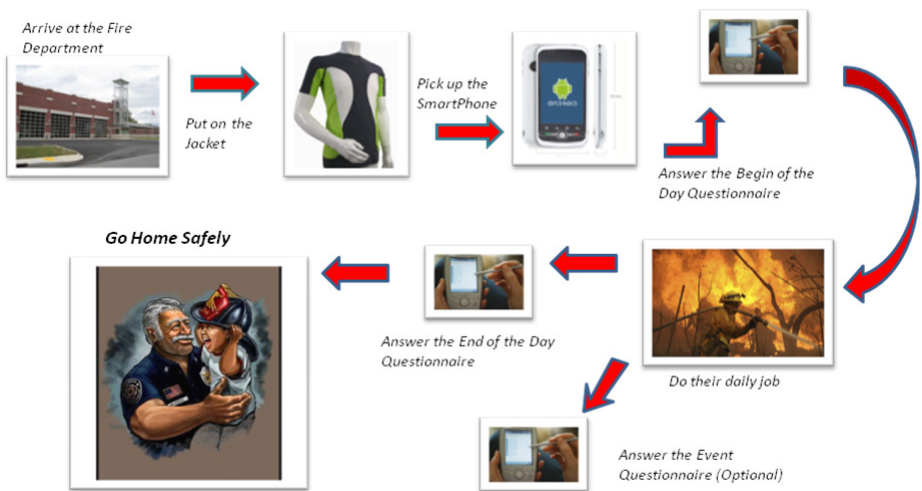 Arrive at the Fire
Department
Put on the
Jacket
Pick up the
SmartPhone
Answer the Begin of the
Day Questionnaire
Do their daily job
Answer the Event
Questionnaire (Optional)
Answer the End of the Day
Questionnaire
Go Home Safely